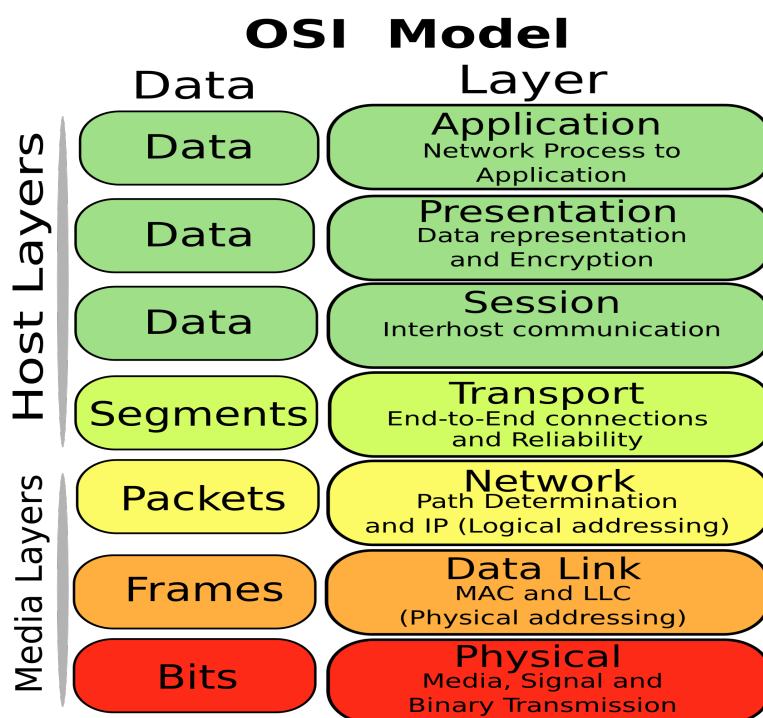 OSI Model
Data
Layer
Host Layers
Data
Application
Network Process to
Application
Data
Presentation
Data representation
and Encryption
Data
Session
Interhost communication
Segments
Transport
End-to-End connections
and Reliability
Media Layers
Packets
Network
Path Determination
and IP (Logical addressing)
Frames
Data Link
MAC and LLC
(Physical addressing)
Bits
Physical
Media, Signal and
Binary Transmission